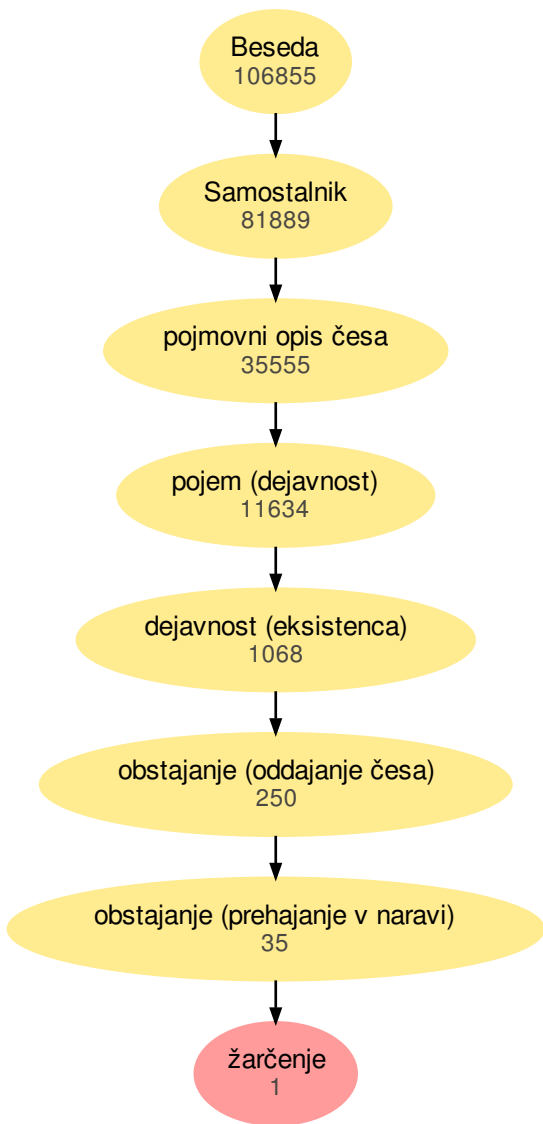 Beseda
106855
Samostalnik
81889
pojmovni opis česa
35555
pojem (dejavnost)
11634
dejavnost (eksistenca)
1068
obstajanje (oddajanje česa)
250
obstajanje (prehajanje v naravi)
35
žarčenje
1